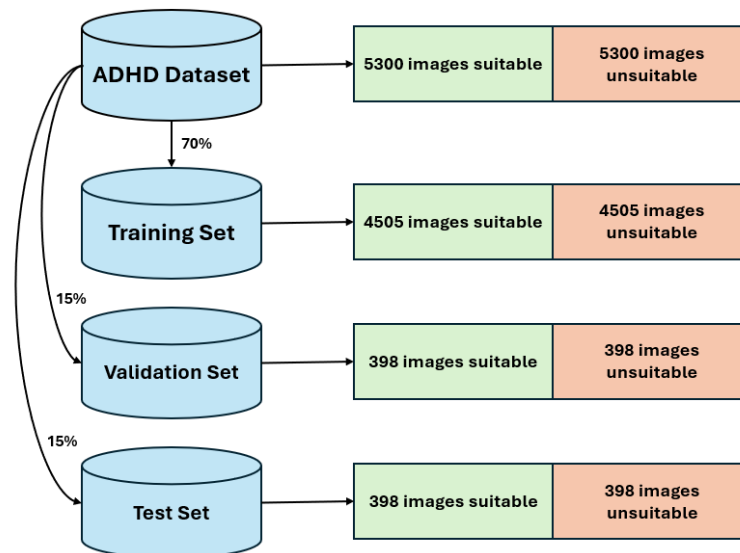 ADHD Dataset
5300 images suitable
5300 images
unsuitable
70%
Training Set
4505 images suitable
4505 images
unsuitable
15%
Validation Set
398 images suitable
398 images
unsuitable
15%
Test Set
398 images suitable
398 images
unsuitable